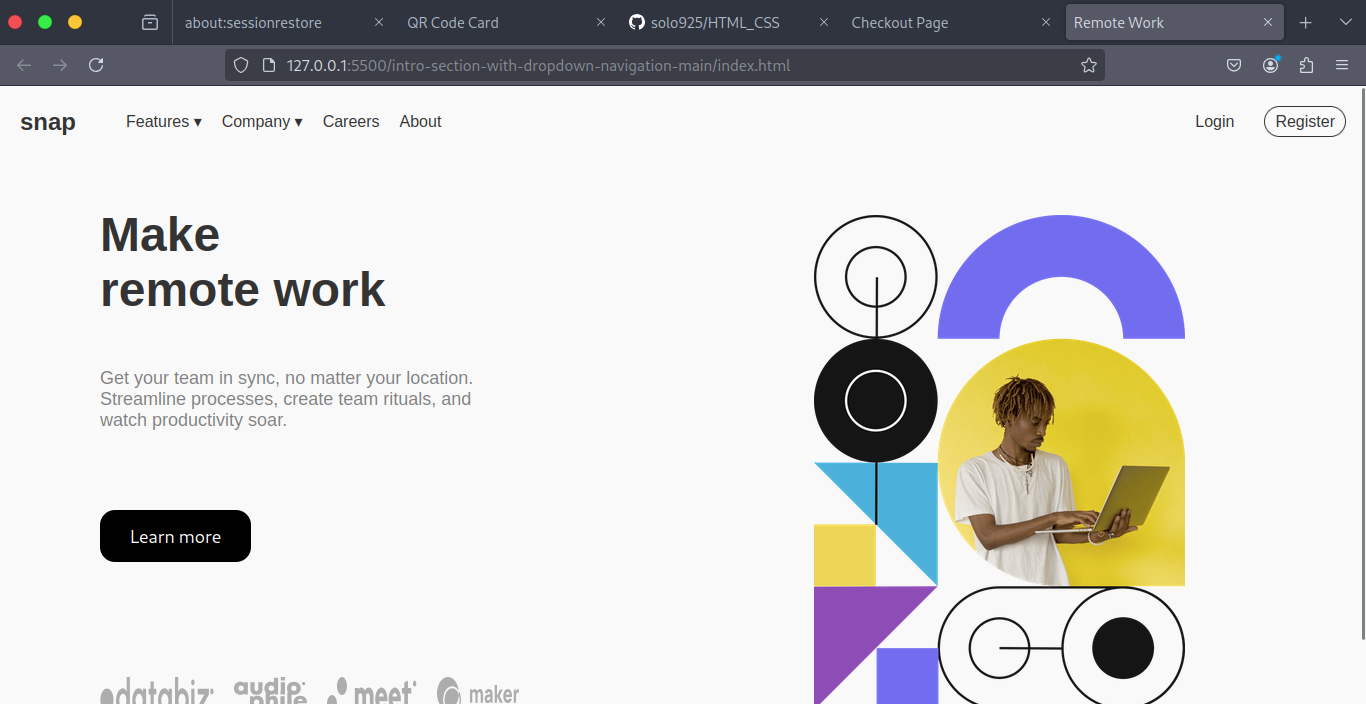 about:sessionrestore
QR Code Card
solo925/HTML_CSS
Checkout Page
Remote Work
127.0.0.1:5500/intro-section-with-dropdown-navigation-main/index.html
snap
Features ▾
Company ▾
Careers
About
Login
Register
Make
remote work
Get your team in sync, no matter your location.
Streamline processes, create team rituals, and
watch productivity soar.
Learn more
databiz
audiophile
meet
maker